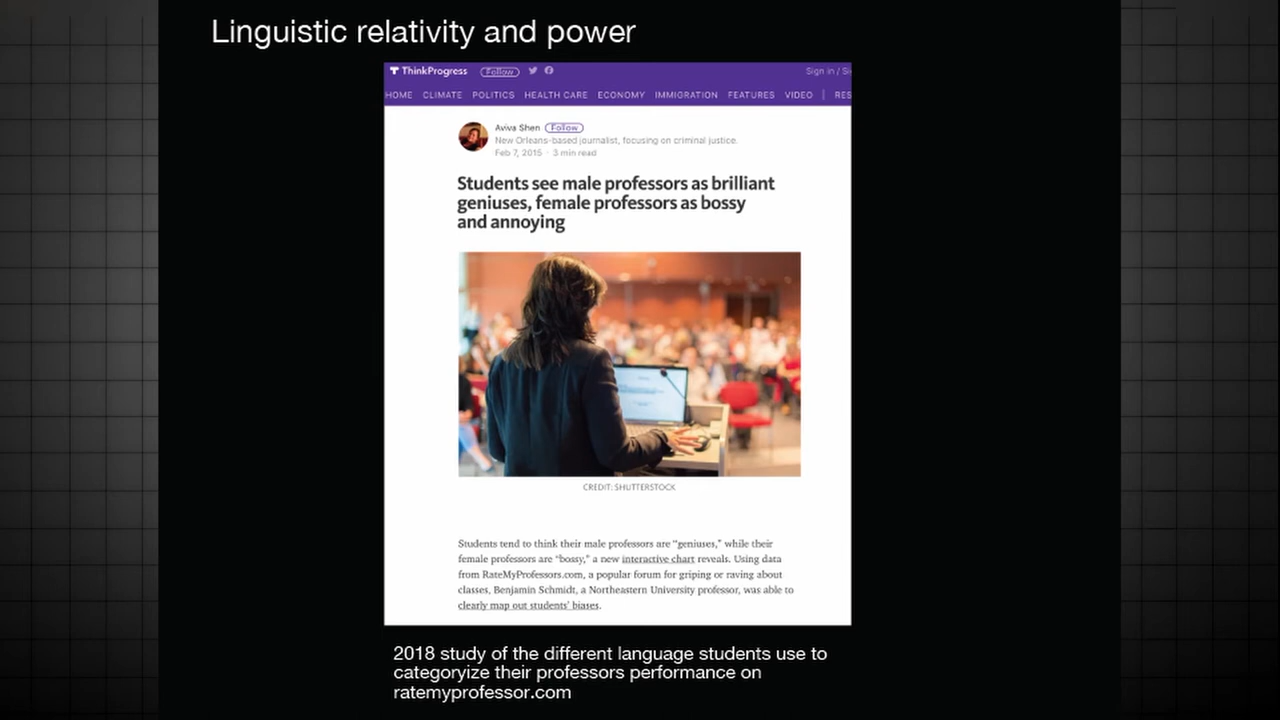 Linguistic relativity and power
ThinkProgress Follow Sign in / Si
HOME CLIMATE POLITICS HEALTH CARE ECONOMY IMMIGRATION FEATURES VIDEO | RES
Aviva Shen Follow
New Orleans-based journalist, focusing on criminal justice.
Feb 7, 2015 · 3 min read
Students see male professors as brilliant
geniuses, female professors as bossy
and annoying
CREDIT: SHUTTERSTOCK
Students tend to think their male professors are “geniuses,” while their
female professors are “bossy,” a new interactive chart reveals. Using data
from RateMyProfessors.com, a popular forum for griping or raving about
classes, Benjamin Schmidt, a Northeastern University professor, was able to
clearly map out students’ biases.
2018 study of the different language students use to
categoryize their professors performance on
ratemyprofessor.com